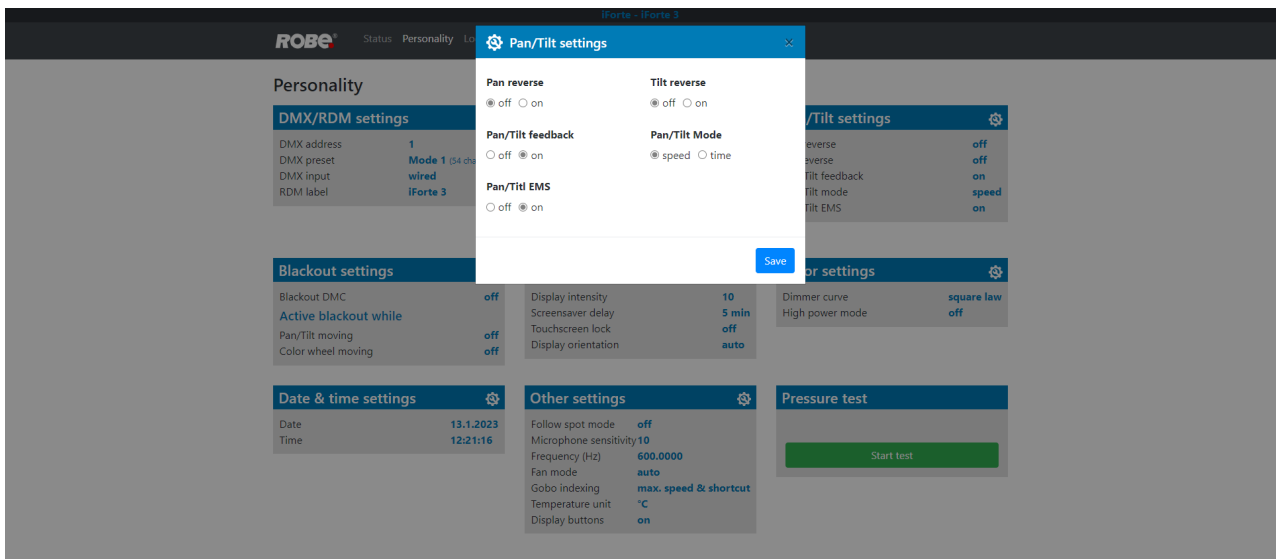 iForte - iForte 3
ROBE®
Status Personality Lo
Pan/Tilt settings ×
Pan reverse
off on
Tilt reverse
off on
Pan/Tilt feedback
off on
Pan/Tilt Mode
speed time
Pan/Titl EMS
off on
Save
Personality
DMX/RDM settings
DMX address 1
DMX preset Mode 1 (54 cha
DMX input wired
RDM label iForte 3
/Tilt settings
everse off
everse off
Tilt feedback on
Tilt mode speed
Tilt EMS on
Blackout settings
Blackout DMC off
Active blackout while
Pan/Tilt moving off
Color wheel moving off
Display intensity 10
Screensaver delay 5 min
Touchscreen lock off
Display orientation auto
or settings
Dimmer curve square law
High power mode off
Date & time settings
Date 13.1.2023
Time 12:21:16
Other settings
Follow spot mode off
Microphone sensitivity 10
Frequency (Hz) 600.0000
Fan mode auto
Gobo indexing max. speed & shortcut
Temperature unit °C
Display buttons on
Pressure test
Start test